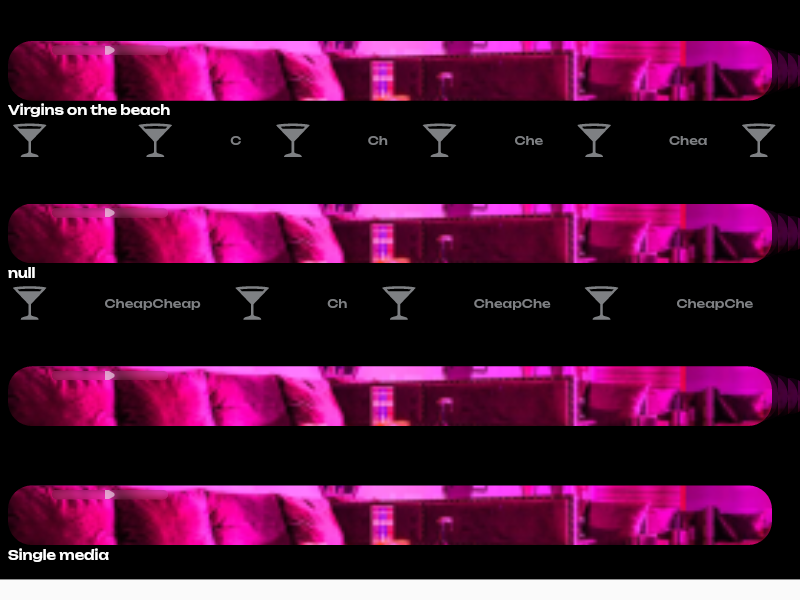 Virgins on the beach
C Ch Che Chea
null
CheapCheap Ch CheapChe CheapChe
Single media